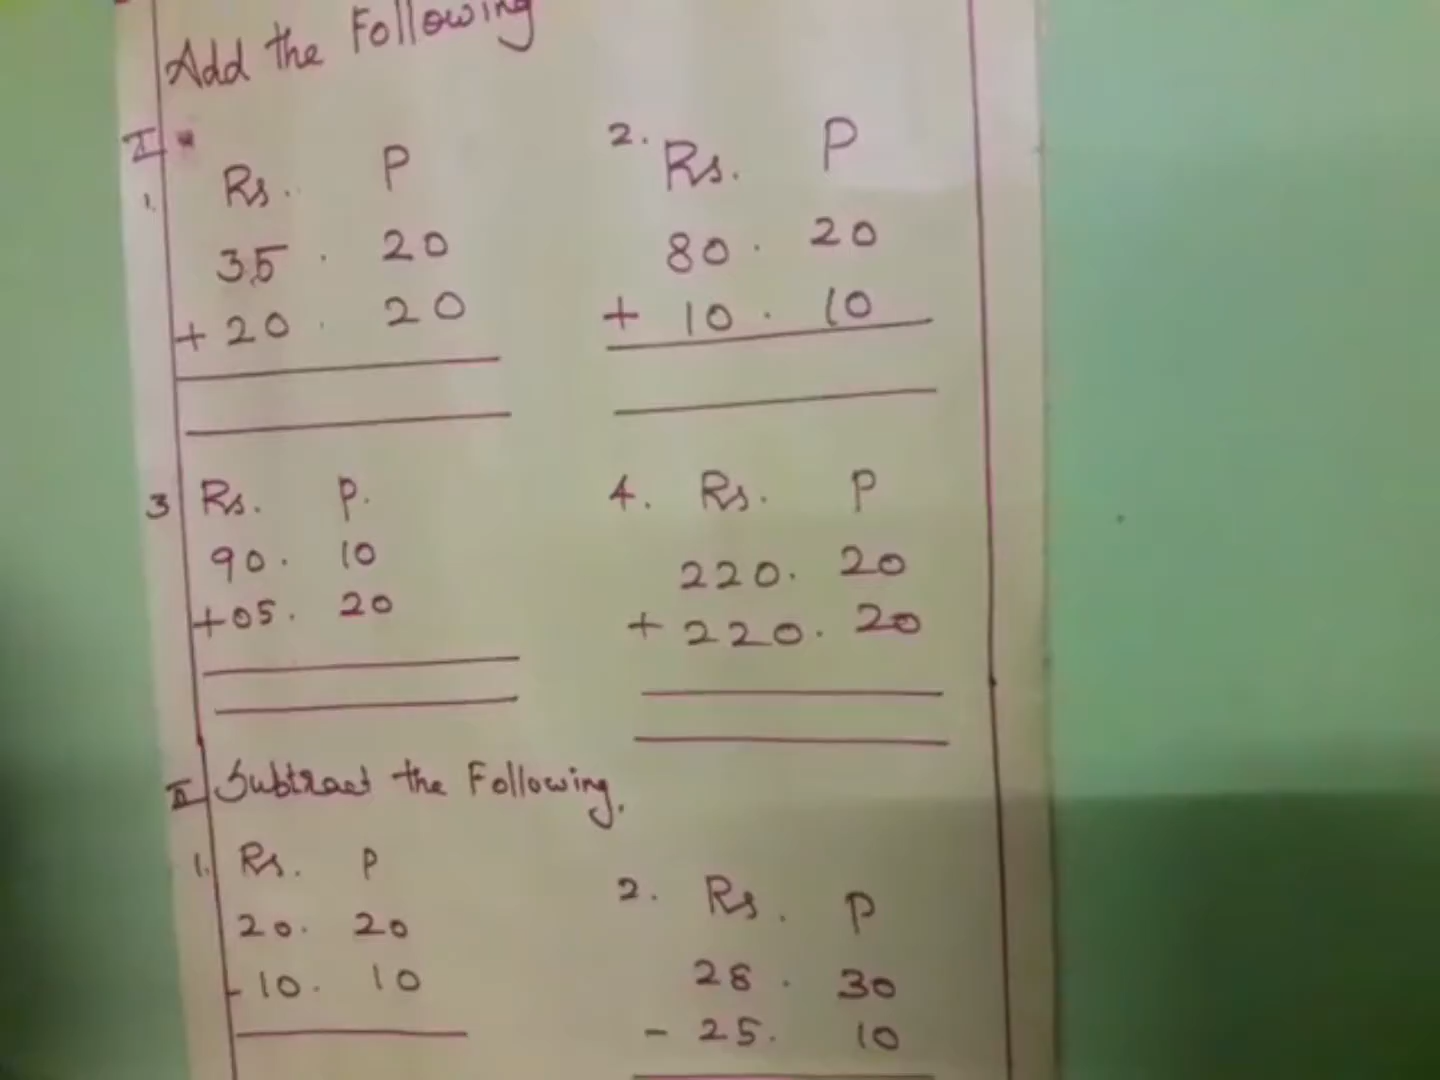 Add the Following
I
1. Rs. P
35. 20
+20. 20
2. Rs. P
80. 20
+ 10. 10
3 Rs. P.
90. 10
+05. 20
4. Rs. P
220. 20
+ 220. 20
II Subtract the Following.
1. Rs. P
20. 20
- 10. 10
2. Rs. P
28. 30
- 25. 10